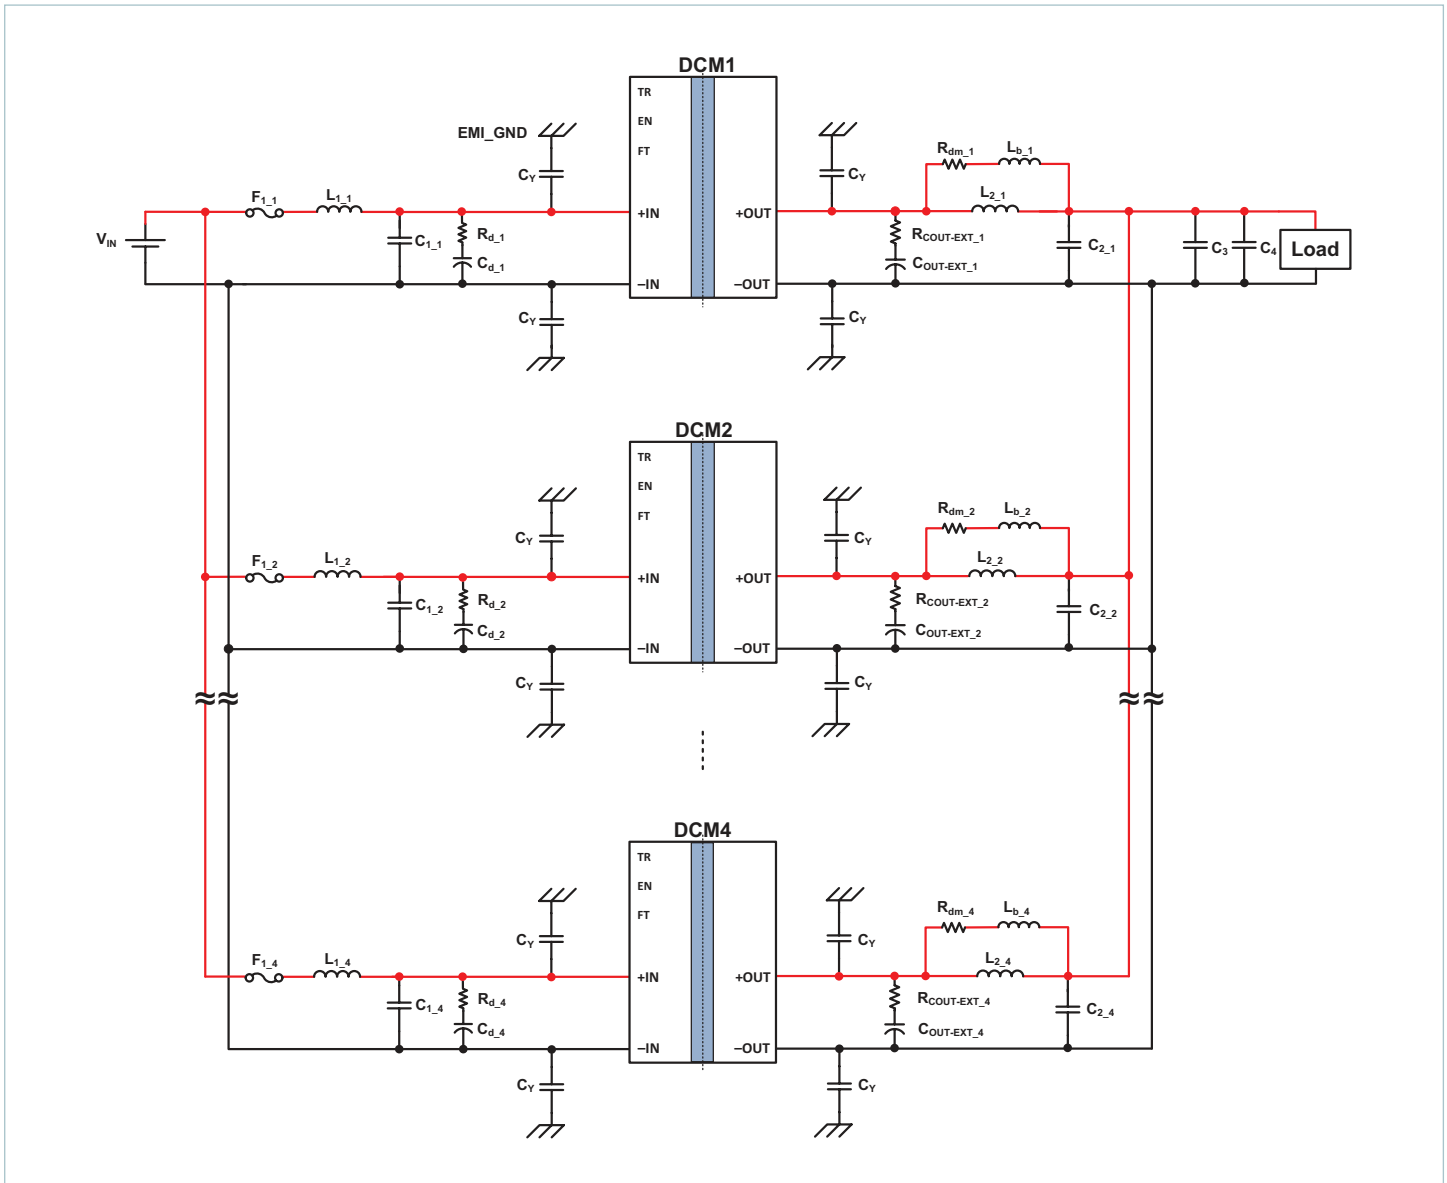 DCM1
TR
EN
FT
+IN
–IN
+OUT
–OUT
EMI_GND
CY
CY
VIN
F1_1
L1_1
C1_1
Rd_1
Cd_1
CY
CY
Rdm_1
Lb_1
L2_1
RCOUT-EXT_1
COUT-EXT_1
C2_1
C3
C4
Load
DCM2
TR
EN
FT
+IN
–IN
+OUT
–OUT
CY
CY
F1_2
L1_2
C1_2
Rd_2
Cd_2
CY
CY
Rdm_2
Lb_2
L2_2
RCOUT-EXT_2
COUT-EXT_2
C2_2
DCM4
TR
EN
FT
+IN
–IN
+OUT
–OUT
CY
CY
F1_4
L1_4
C1_4
Rd_4
Cd_4
CY
CY
Rdm_4
Lb_4
L2_4
RCOUT-EXT_4
COUT-EXT_4
C2_4